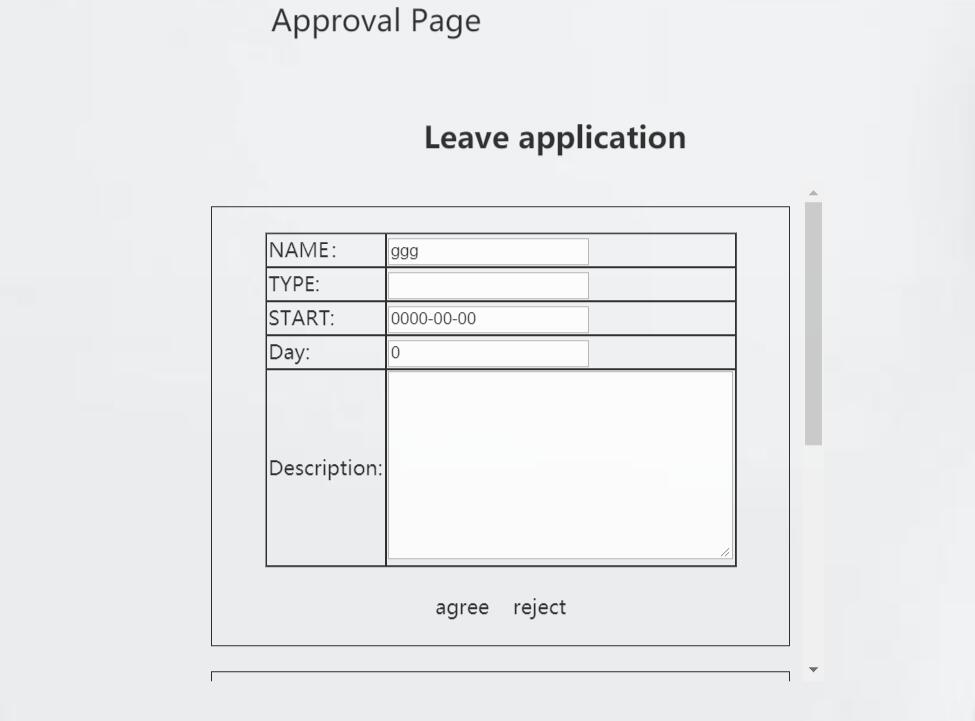 Approval Page
Leave application
NAME: ggg
TYPE:
START: 0000-00-00
Day: 0
Description:
agree reject